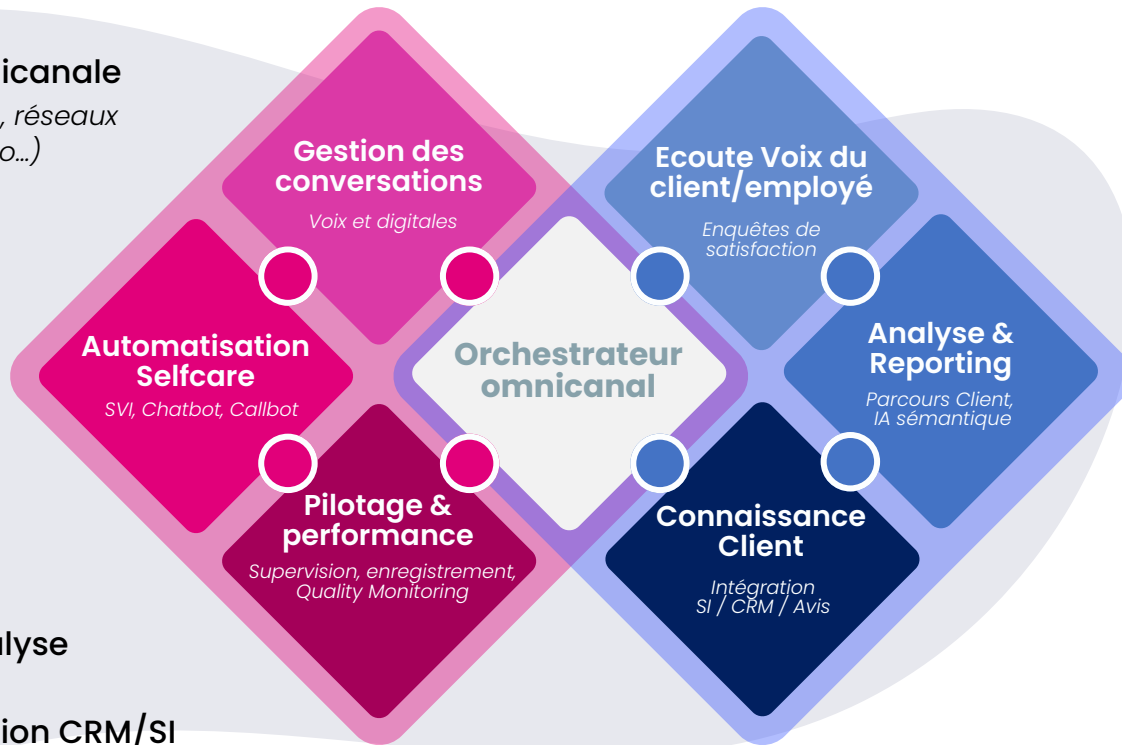 icanale
, réseaux
o...)
Gestion des
conversations
Voix et digitales
Ecoute Voix du
client/employé
Enquêtes de
satisfaction
Automatisation
Selfcare
SVI, Chatbot, Callbot
Orchestrateur
omnicanal
Analyse &
Reporting
Parcours Client,
IA sémantique
Pilotage &
performance
Supervision, enregistrement,
Quality Monitoring
Connaissance
Client
Intégration
SI / CRM / Avis
alyse
ion CRM/SI